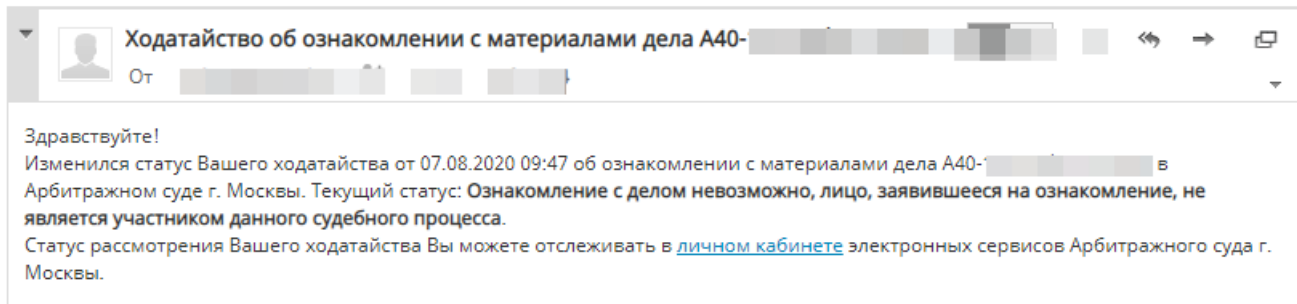 Ходатайство об ознакомлении с материалами дела А40-
От
Здравствуйте!
Изменился статус Вашего ходатайства от 07.08.2020 09:47 об ознакомлении с материалами дела А40- в
Арбитражном суде г. Москвы. Текущий статус: Ознакомление с делом невозможно, лицо, заявившееся на ознакомление, не
является участником данного судебного процесса.
Статус рассмотрения Вашего ходатайства Вы можете отслеживать в личном кабинете электронных сервисов Арбитражного суда г.
Москвы.